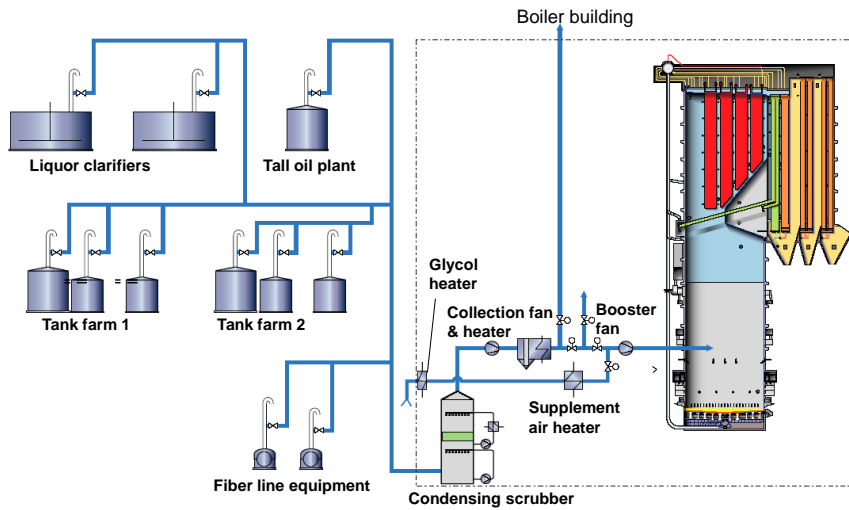 Boiler building
Liquor clarifiers
Tall oil plant
Tank farm 1
Tank farm 2
Glycol
heater
Collection fan
& heater
Booster
fan
Supplement
air heater
Fiber line equipment
Condensing scrubber